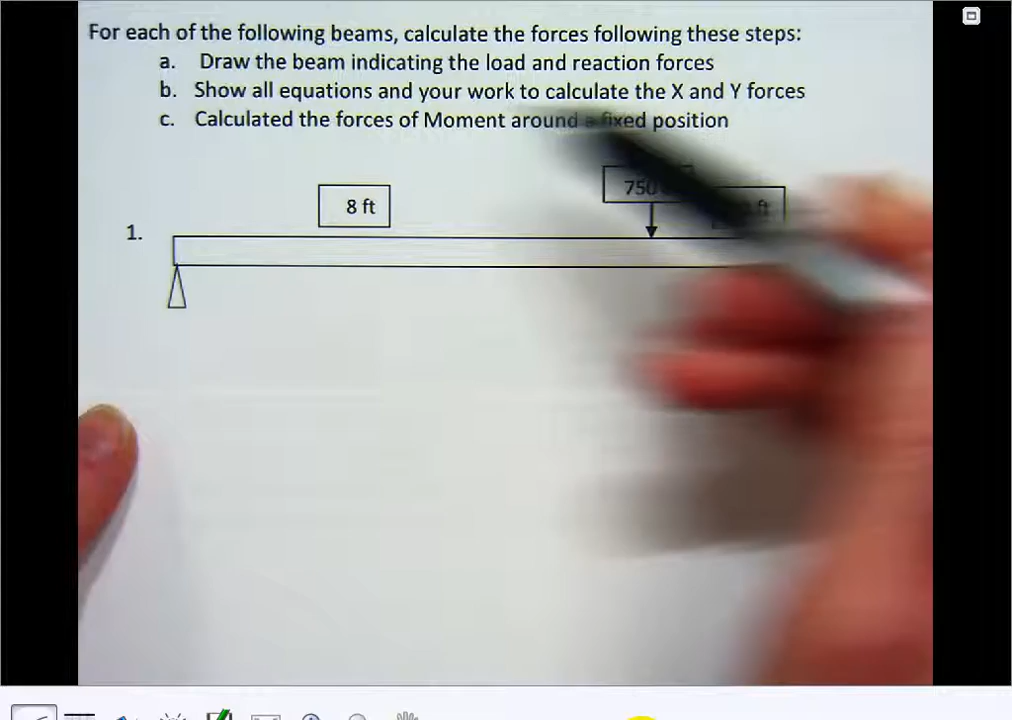 For each of the following beams, calculate the forces following these steps:
a. Draw the beam indicating the load and reaction forces
b. Show all equations and your work to calculate the X and Y forces
c. Calculated the forces of Moment around a fixed position
750
8 ft
ft
1.